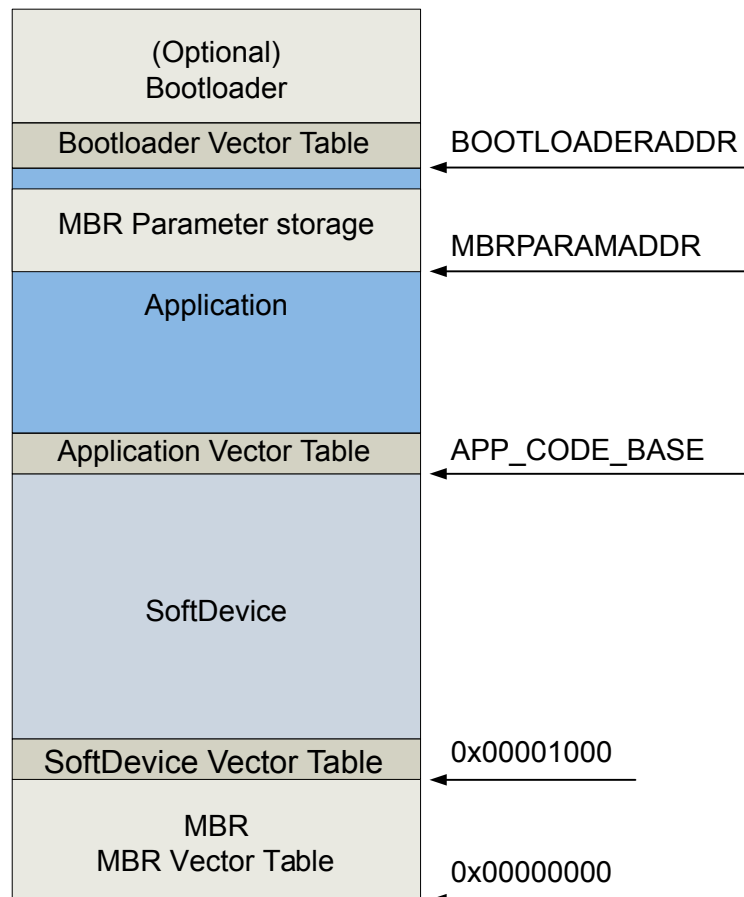 (Optional)
Bootloader
Bootloader Vector Table
BOOTLOADERADDR
MBR Parameter storage
MBRPARAMADDR
Application
Application Vector Table
APP_CODE_BASE
SoftDevice
SoftDevice Vector Table
0x00001000
MBR
MBR Vector Table
0x00000000